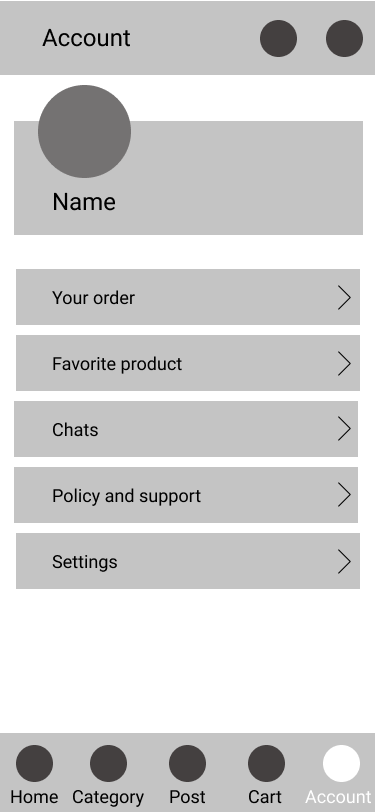 Account
Name
Your order
Favorite product
Chats
Policy and support
Settings
Home Category Post Cart Account